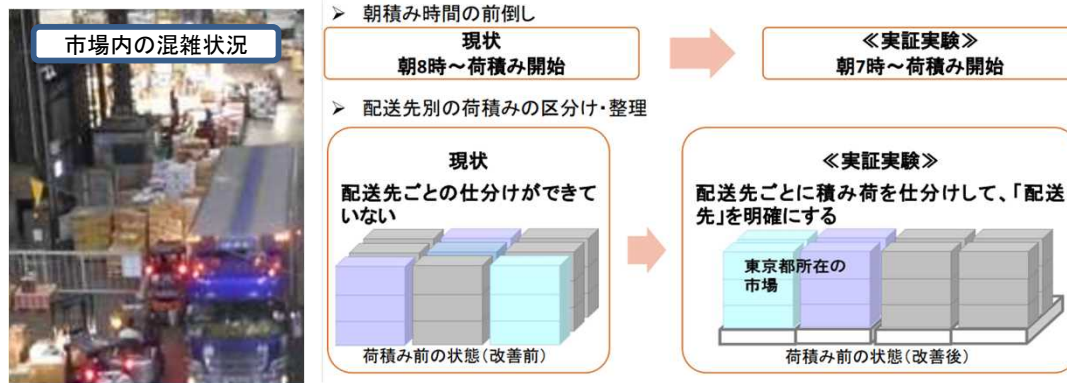 市場内の混雑状況
➢ 朝積み時間の前倒し
現状
朝8時～荷積み開始
≪実証実験≫
朝7時～荷積み開始
➢ 配送先別の荷積みの区分け・整理
現状
配送先ごとの仕分けができて
いない
荷積み前の状態(改善前)
≪実証実験≫
配送先ごとに積み荷を仕分けして、「配送
先」を明確にする
東京都所在の
市場
荷積み前の状態(改善後)